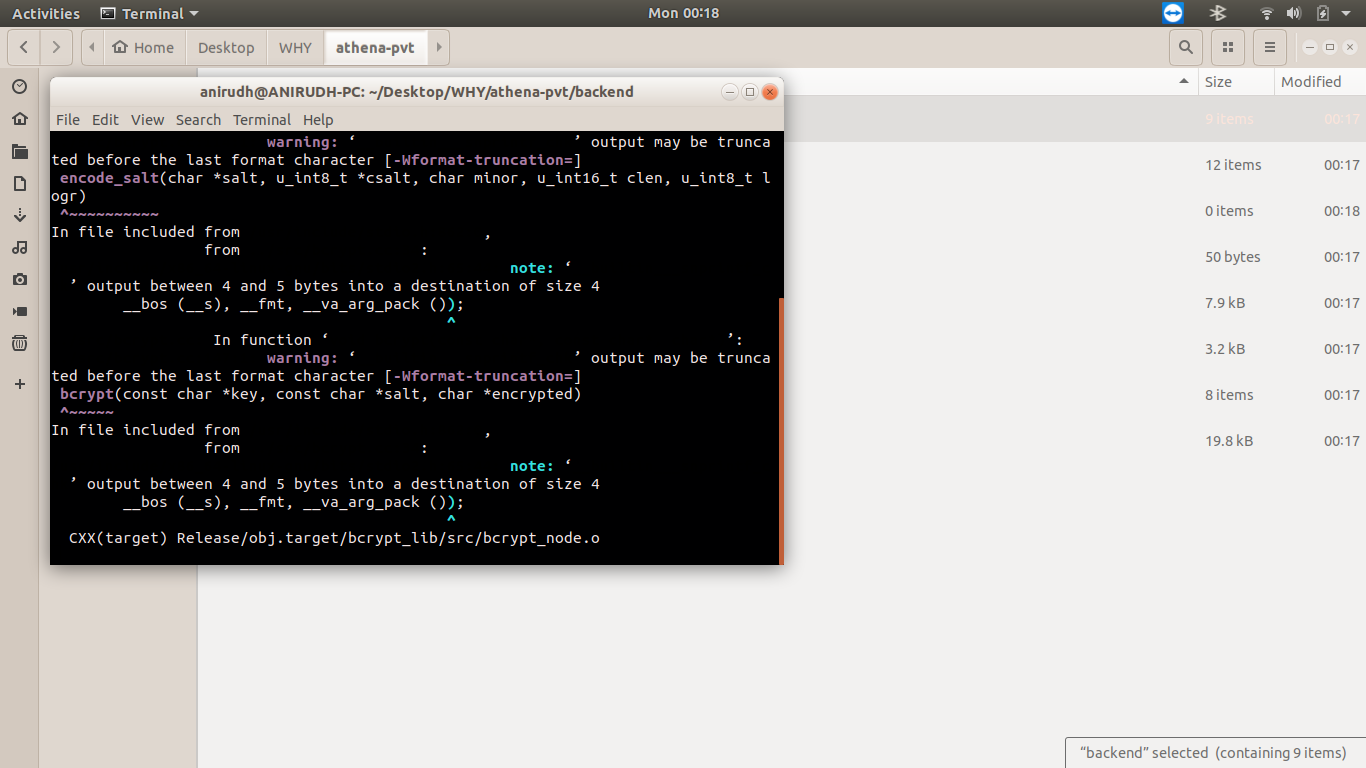 Activities
Terminal
Mon 00:18
Home
Desktop
WHY
athena-pvt
Size
Modified
9 items 00:17
12 items 00:17
0 items 00:18
50 bytes 00:17
7.9 kB 00:17
3.2 kB 00:17
8 items 00:17
19.8 kB 00:17
anirudh@ANIRUDH-PC: ~/Desktop/WHY/athena-pvt/backend
File Edit View Search Terminal Help
warning: ‘ ’ output may be trunca
ted before the last format character [-Wformat-truncation=]
encode_salt(char *salt, u_int8_t *csalt, char minor, u_int16_t clen, u_int8_t l
ogr)
^~~~~~~~~~~
In file included from ,
from :
note: ‘
’ output between 4 and 5 bytes into a destination of size 4
__bos (__s), __fmt, __va_arg_pack ());
^
In function ‘ ’:
warning: ‘ ’ output may be trunca
ted before the last format character [-Wformat-truncation=]
bcrypt(const char *key, const char *salt, char *encrypted)
^~~~~~
In file included from ,
from :
note: ‘
’ output between 4 and 5 bytes into a destination of size 4
__bos (__s), __fmt, __va_arg_pack ());
^
CXX(target) Release/obj.target/bcrypt_lib/src/bcrypt_node.o
“backend” selected (containing 9 items)